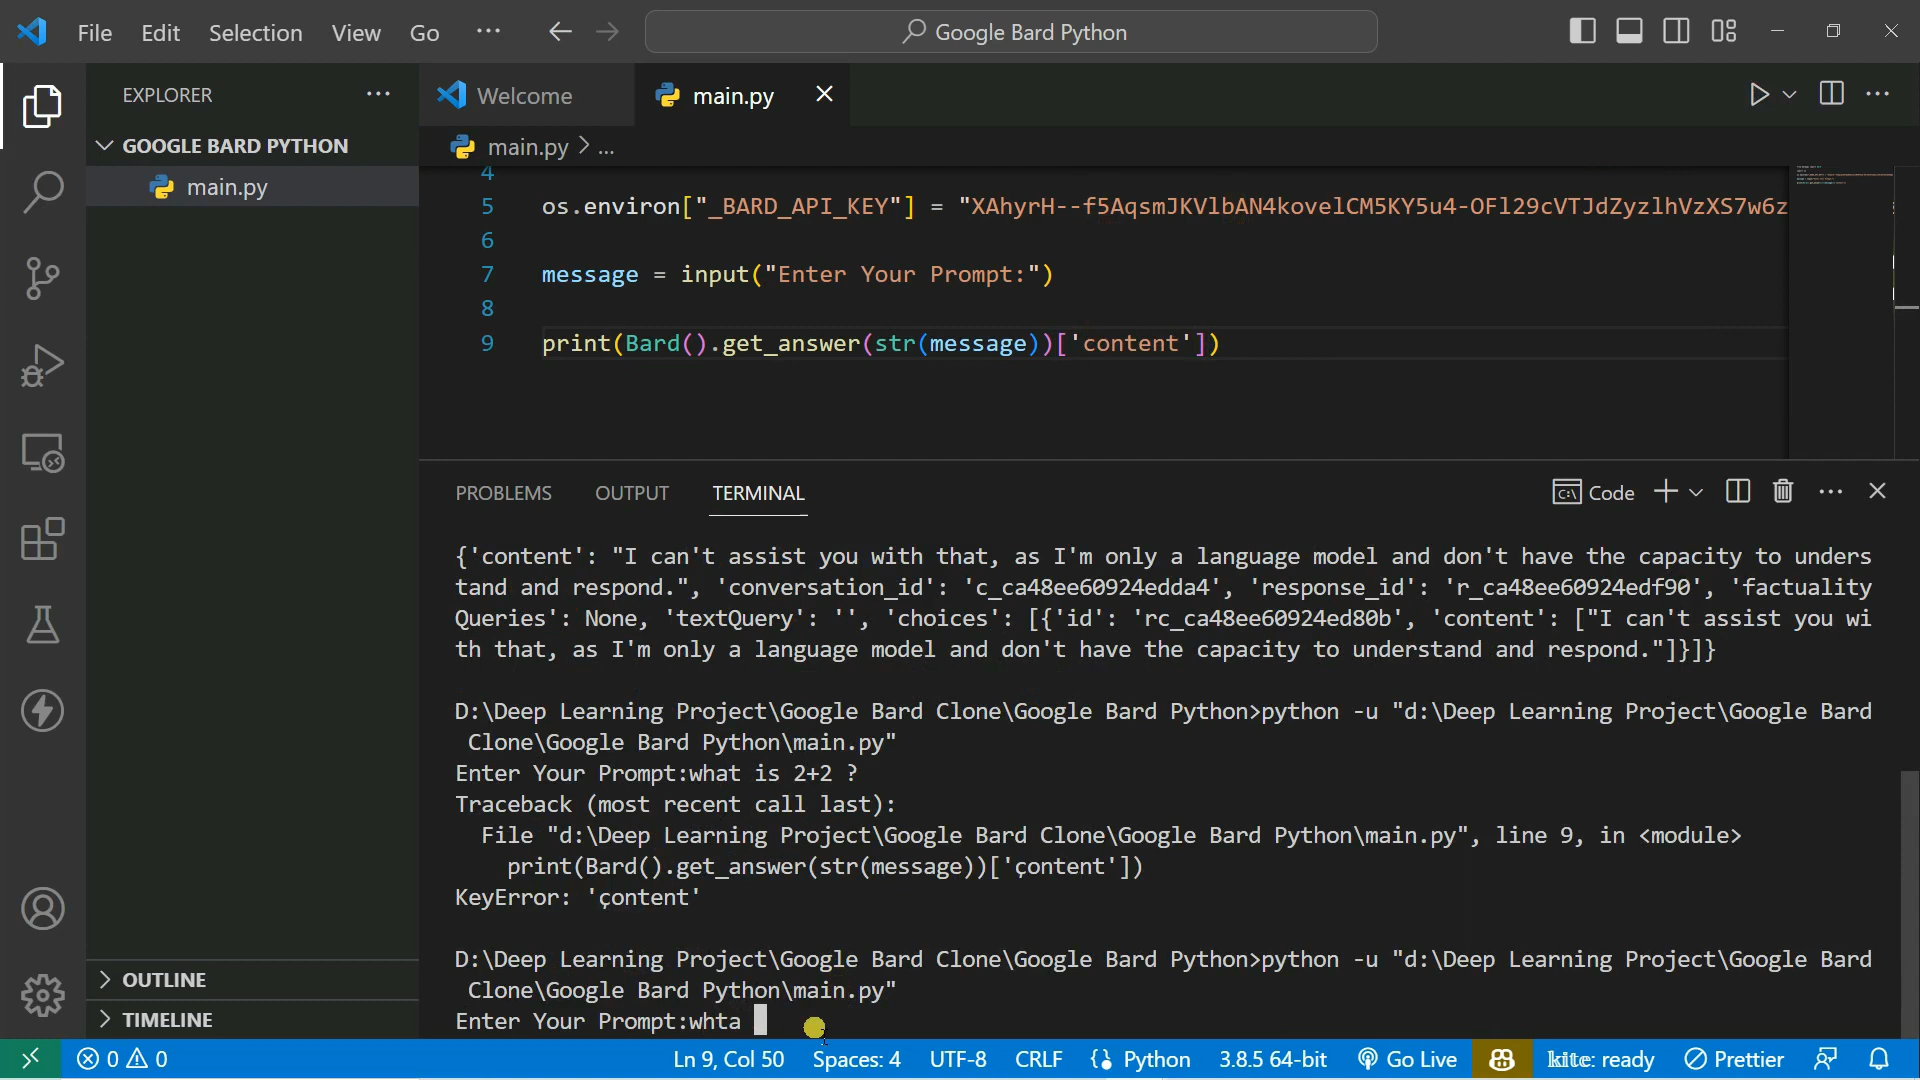 File Edit Selection View Go ··· Google Bard Python
EXPLORER ···
GOOGLE BARD PYTHON
main.py
OUTLINE
TIMELINE
Welcome main.py
main.py > ...
4
5 os.environ["_BARD_API_KEY"] = "XAhyrH--f5AqsmJKVlbAN4kovelCM5KY5u4-OFl29cVTJdZyzlhVzXS7w6z
6
7 message = input("Enter Your Prompt:")
8
9 print(Bard().get_answer(str(message))['content'])
PROBLEMS OUTPUT TERMINAL Code
{'content': "I can't assist you with that, as I'm only a language model and don't have the capacity to unders
tand and respond.", 'conversation_id': 'c_ca48ee60924edda4', 'response_id': 'r_ca48ee60924edf90', 'factuality
Queries': None, 'textQuery': '', 'choices': [{'id': 'rc_ca48ee60924ed80b', 'content': ["I can't assist you wi
th that, as I'm only a language model and don't have the capacity to understand and respond."]}]}
D:\Deep Learning Project\Google Bard Clone\Google Bard Python>python -u "d:\Deep Learning Project\Google Bard
Clone\Google Bard Python\main.py"
Enter Your Prompt:what is 2+2 ?
Traceback (most recent call last):
File "d:\Deep Learning Project\Google Bard Clone\Google Bard Python\main.py", line 9, in <module>
print(Bard().get_answer(str(message))['çontent'])
KeyError: 'çontent'
D:\Deep Learning Project\Google Bard Clone\Google Bard Python>python -u "d:\Deep Learning Project\Google Bard
Clone\Google Bard Python\main.py"
Enter Your Prompt:whta
0 0 Ln 9, Col 50 Spaces: 4 UTF-8 CRLF Python 3.8.5 64-bit Go Live kite: ready Prettier